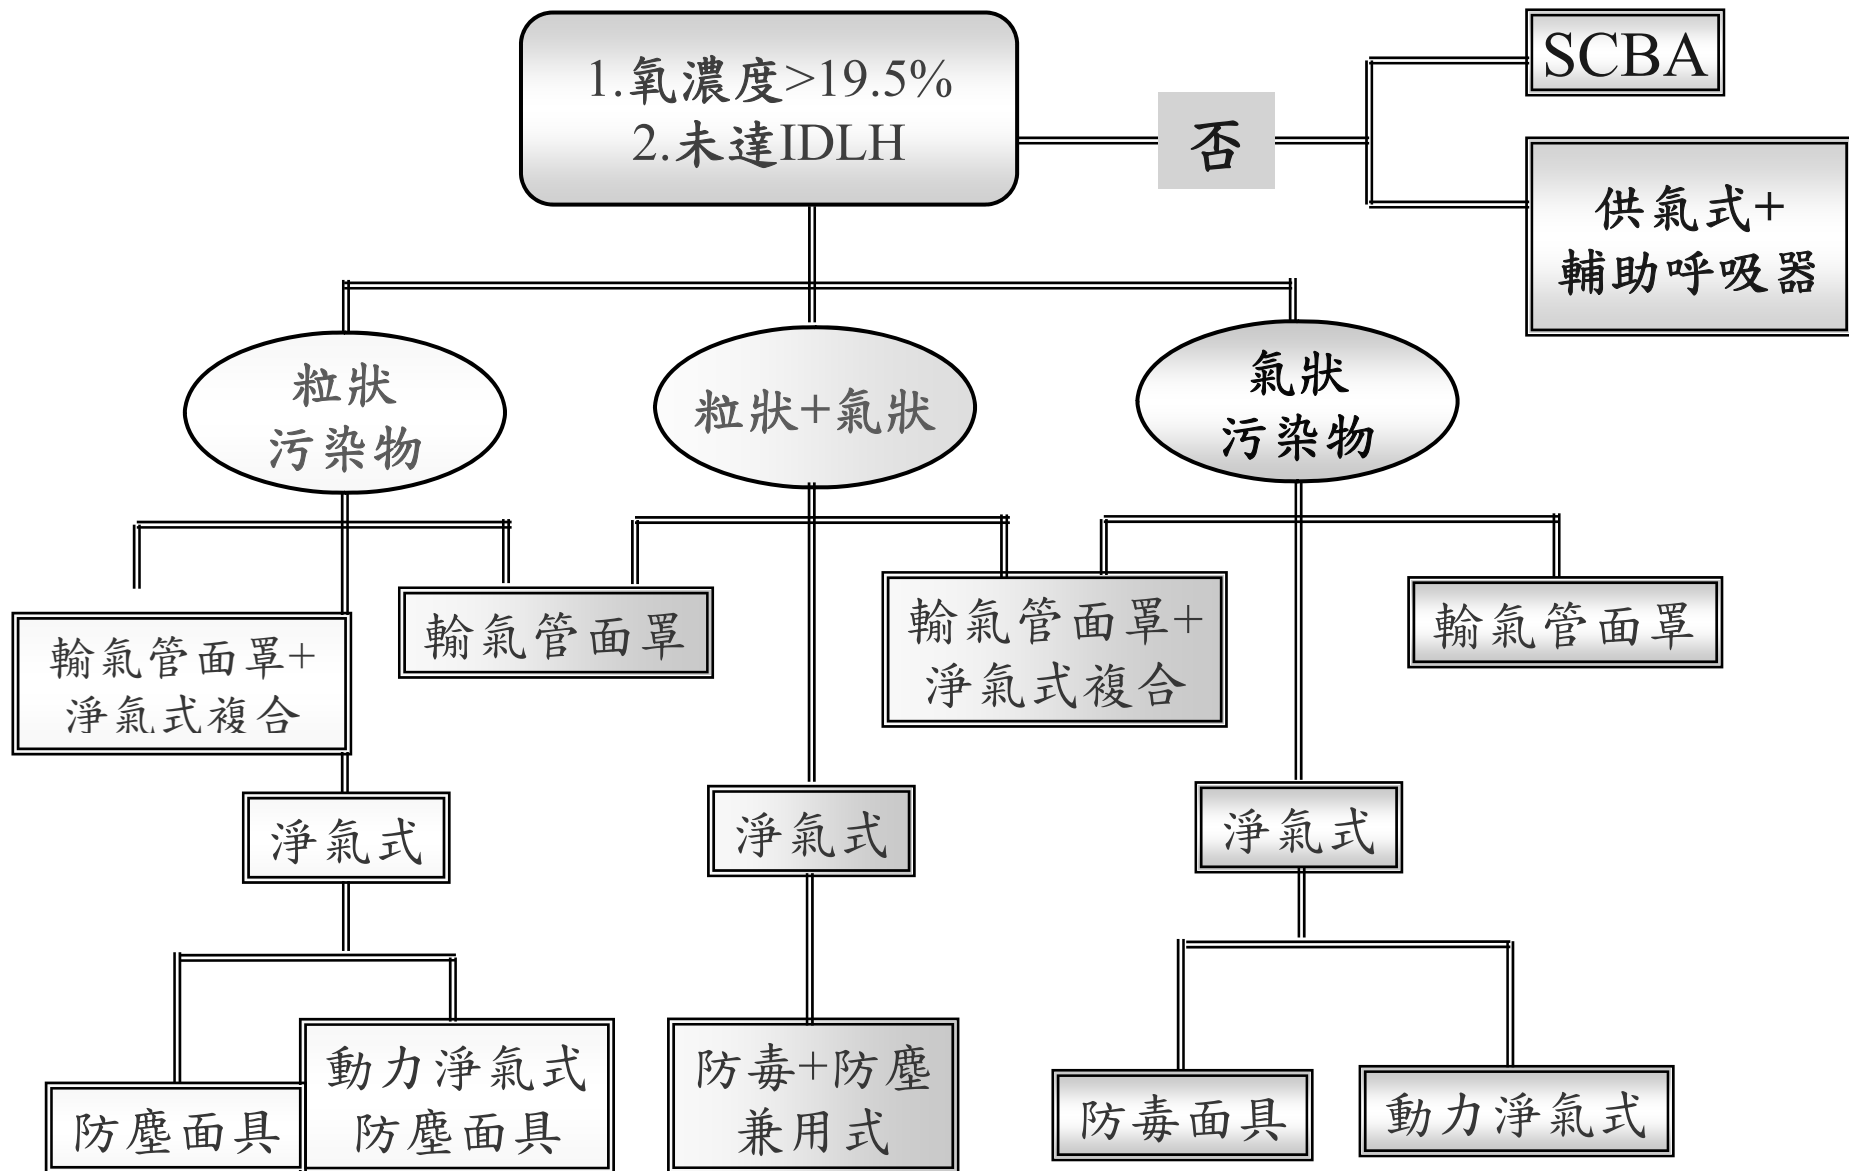 1.氧濃度>19.5%
2.未達IDLH
否
SCBA
供氣式+
輔助呼吸器
粒狀
污染物
粒狀+氣狀
氣狀
污染物
輸氣管面罩+
淨氣式複合
輸氣管面罩
輸氣管面罩+
淨氣式複合
輸氣管面罩
淨氣式
淨氣式
淨氣式
防塵面具
動力淨氣式
防塵面具
防毒+防塵
兼用式
防毒面具
動力淨氣式